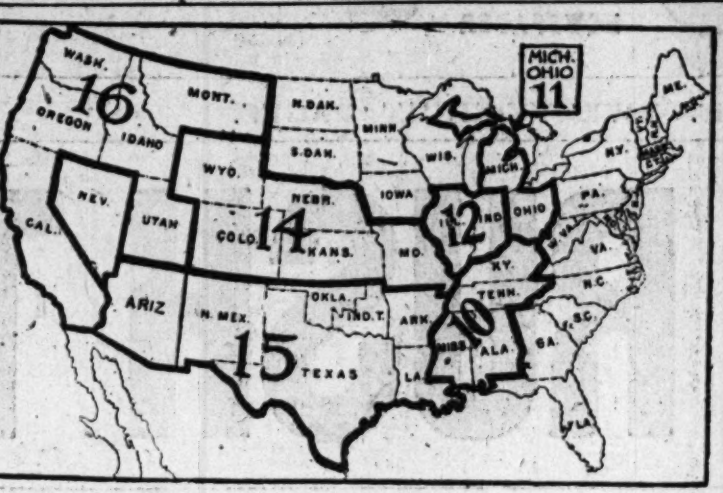 WASH.
16
OREGON
IDAHO
MONT.
N.DAK.
S.DAK.
MINN.
WIS.
MICH.
OHIO
11
MICH.
ME.
N.Y.
PA.
WYO.
NEBR.
IOWA
ILL.
IND.
12
OHIO
W.VA.
VA.
NEV.
CAL.
UTAH
COLO.
14
KANS.
MO.
KY.
TENN.
N.C.
S.C.
ARIZ
N.MEX.
OKLA.
IND.T.
ARK.
10
MISS.
ALA.
GA.
15
TEXAS
LA.
FLA.